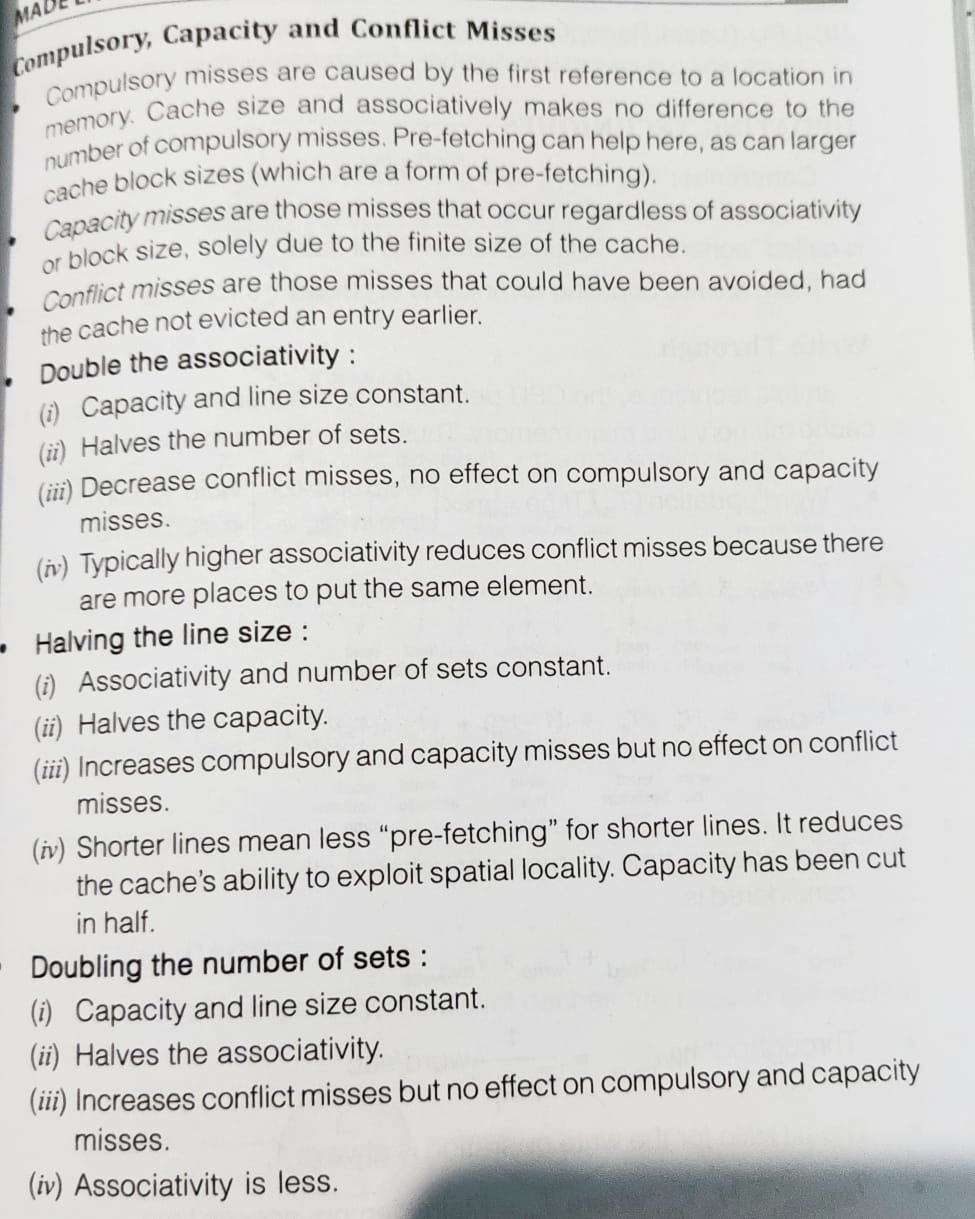 MADE
Compulsory, Capacity and Conflict Misses
• Compulsory misses are caused by the first reference to a location in
memory. Cache size and associatively makes no difference to the
number of compulsory misses. Pre-fetching can help here, as can larger
cache block sizes (which are a form of pre-fetching).
• Capacity misses are those misses that occur regardless of associativity
or block size, solely due to the finite size of the cache.
• Conflict misses are those misses that could have been avoided, had
the cache not evicted an entry earlier.
• Double the associativity :
(i) Capacity and line size constant.
(ii) Halves the number of sets.
(iii) Decrease conflict misses, no effect on compulsory and capacity
misses.
(iv) Typically higher associativity reduces conflict misses because there
are more places to put the same element.
• Halving the line size :
(i) Associativity and number of sets constant.
(ii) Halves the capacity.
(iii) Increases compulsory and capacity misses but no effect on conflict
misses.
(iv) Shorter lines mean less “pre-fetching” for shorter lines. It reduces
the cache's ability to exploit spatial locality. Capacity has been cut
in half.
Doubling the number of sets :
(i) Capacity and line size constant.
(ii) Halves the associativity.
(iii) Increases conflict misses but no effect on compulsory and capacity
misses.
(iv) Associativity is less.